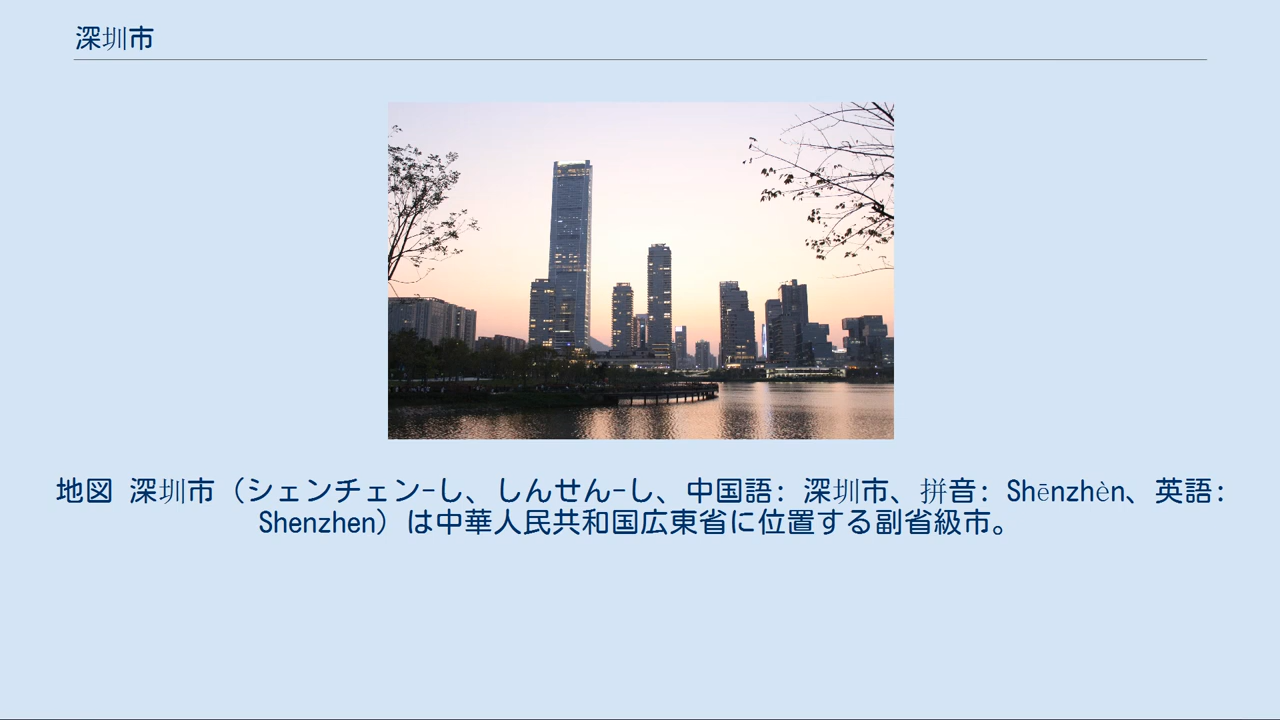 深圳市
地図 深圳市（シェンチェン-し、しんせん-し、中国語: 深圳市、拼音: Shēnzhèn、英語:
Shenzhen）は中華人民共和国広東省に位置する副省級市。